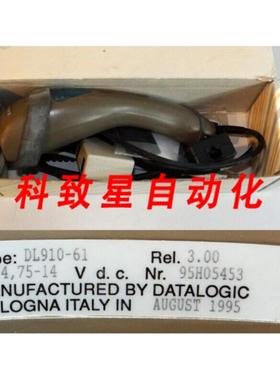 科致星自动化
pe: DL910-61 Rel. 3.00
4,75-14 V d.c. Nr. 95H05453
NUFACTURED BY DATALOGIC
LOGNA ITALY IN AUGUST 1995